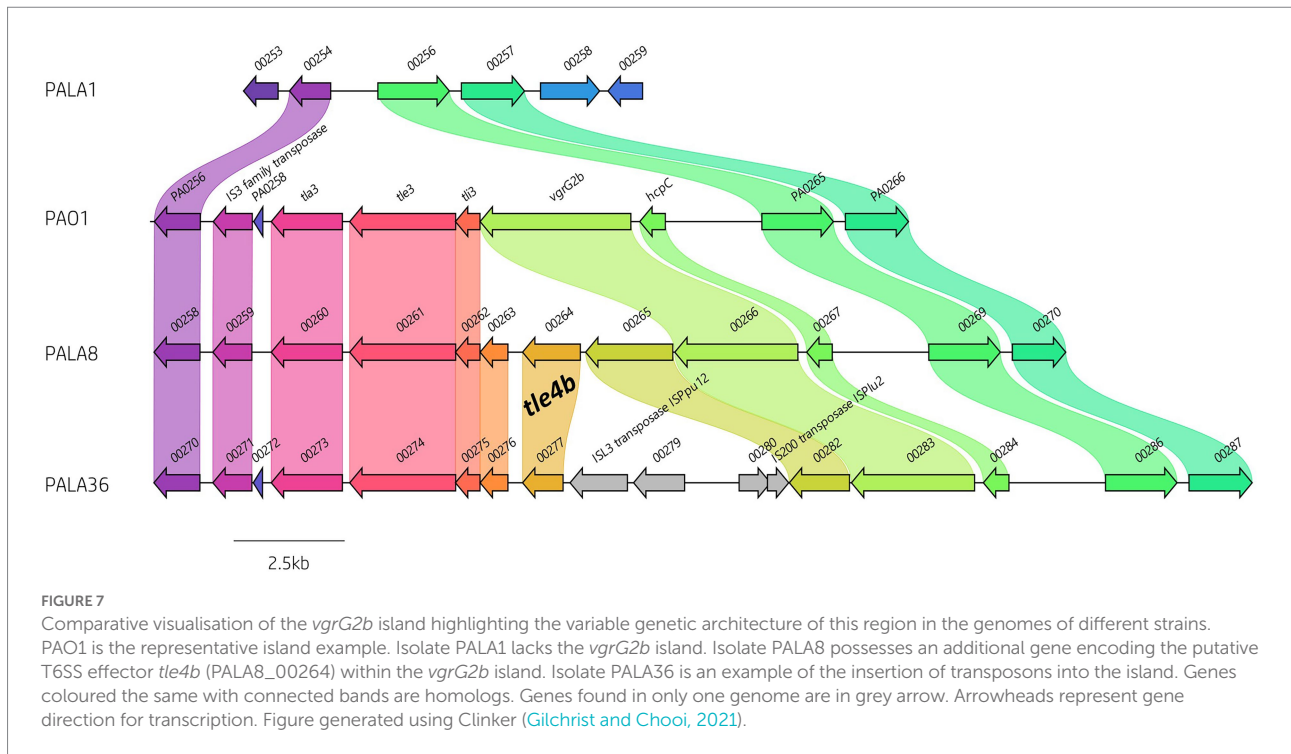 00253 00254 00256 00257 00258 00259
PALA1
PA0256 IS3 family transposase PA0258 tla3 tle3 tli3 vgrG2b hcpC PA0265 PA0266
PAO1
00258 00259 00260 00261 00262 00263 00264 00265 00266 00267 00269 00270
PALA8
tle4b
00270 00271 00272 00273 00274 00275 00276 00277 ISL3 transposase ISPpu12 00279 00280 IS200 transposase ISPlu2 00282 00283 00284 00286 00287
PALA36
2.5kb
FIGURE 7
Comparative visualisation of the vgrG2b island highlighting the variable genetic architecture of this region in the genomes of different strains.
PAO1 is the representative island example. Isolate PALA1 lacks the vgrG2b island. Isolate PALA8 possesses an additional gene encoding the putative
T6SS effector tle4b (PALA8_00264) within the vgrG2b island. Isolate PALA36 is an example of the insertion of transposons into the island. Genes
coloured the same with connected bands are homologs. Genes found in only one genome are in grey arrow. Arrowheads represent gene
direction for transcription. Figure generated using Clinker (Gilchrist and Chooi, 2021).